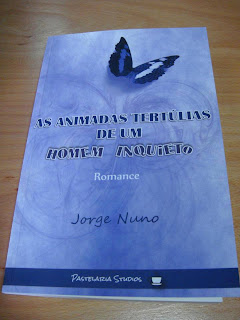 AS ANIMADAS TERTÚLIAS
DE UM
HOMEM INQUiETo
Romance
Jorge Nuno
PASTELARIA STUDIOS